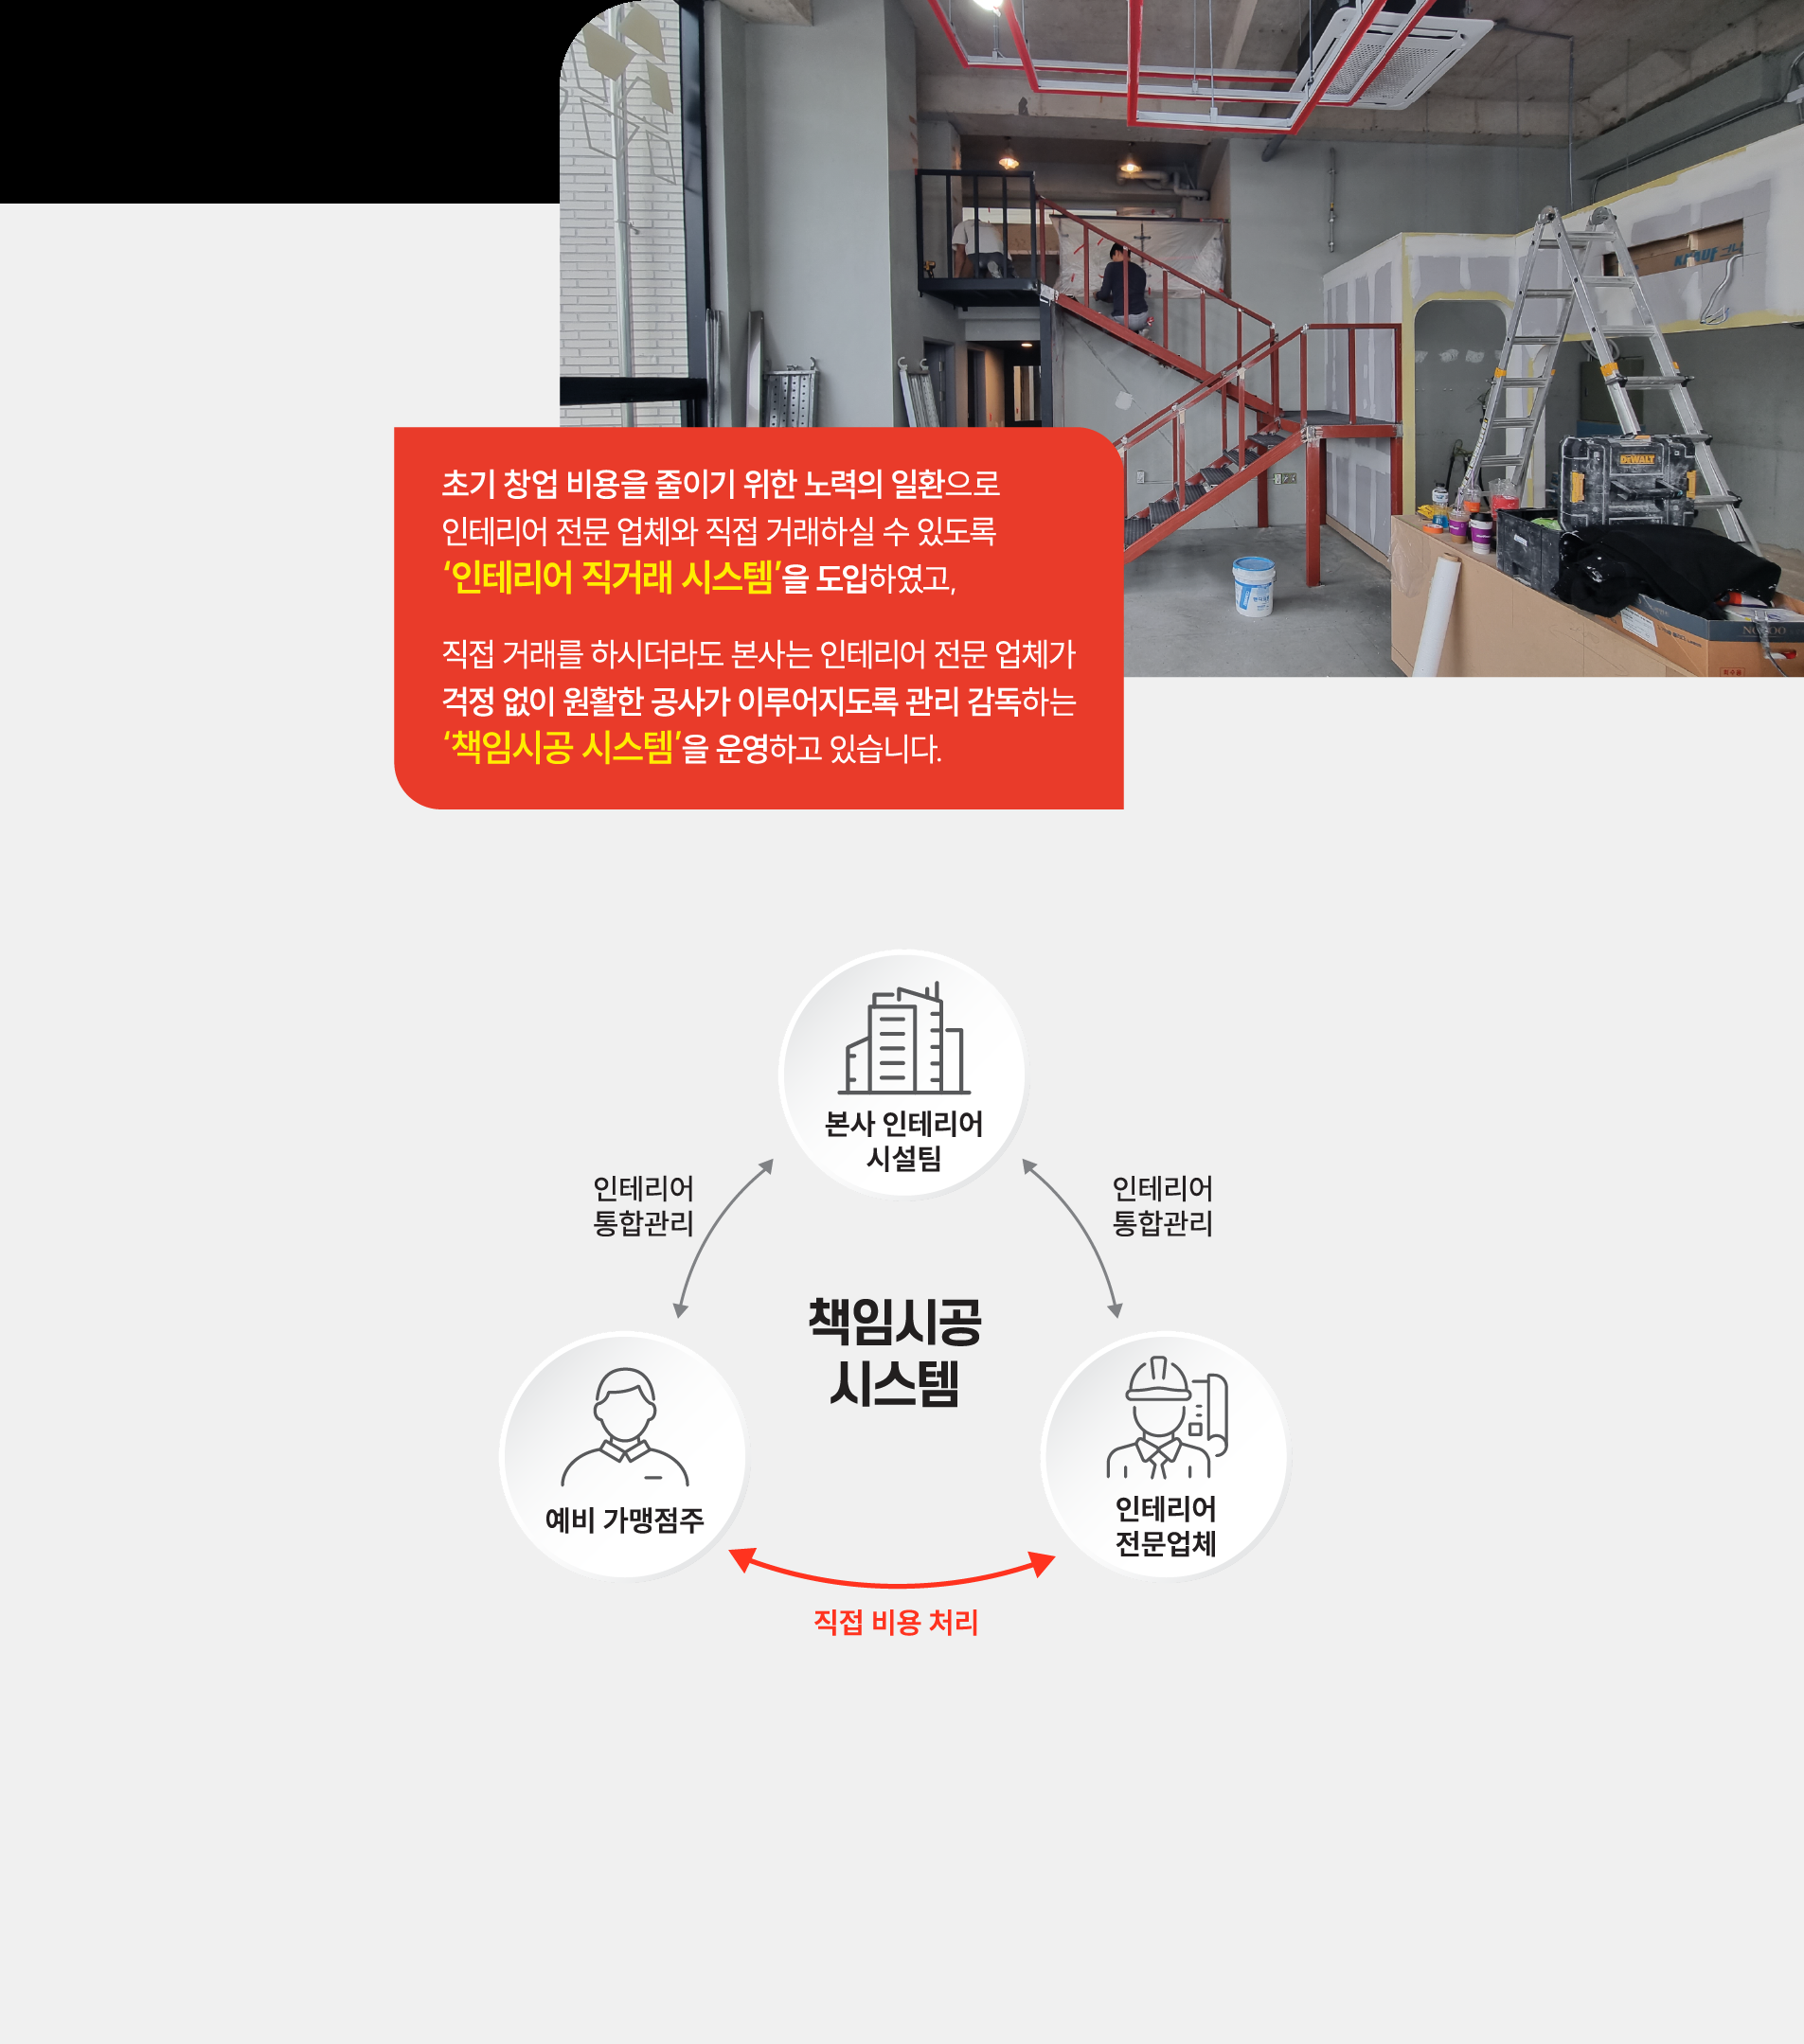 초기 창업 비용을 줄이기 위한 노력의 일환으로
인테리어 전문 업체와 직접 거래하실 수 있도록
‘인테리어 직거래 시스템’을 도입하였고,
직접 거래를 하시더라도 본사는 인테리어 전문 업체가
걱정 없이 원활한 공사가 이루어지도록 관리 감독하는
‘책임시공 시스템’을 운영하고 있습니다.
DEWALT
본사 인테리어
시설팀
인테리어
통합관리
인테리어
통합관리
책임시공
시스템
예비 가맹점주
인테리어
전문업체
직접 비용 처리